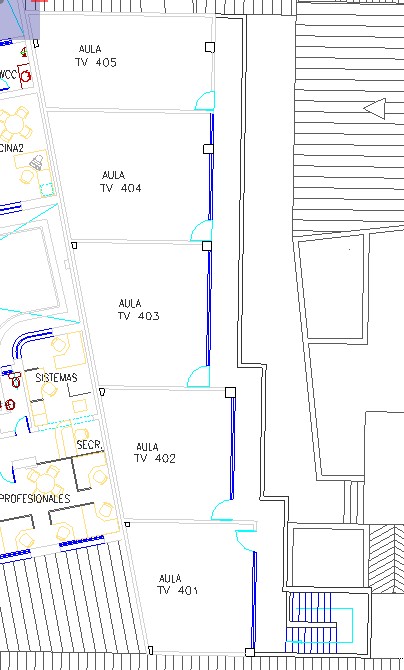 AULA
TV 405
WCC
CINA2
AULA
TV 404
AULA
TV 403
SISTEMAS
SECR.
AULA
TV 402
PROFESIONALES
AULA
TV 401